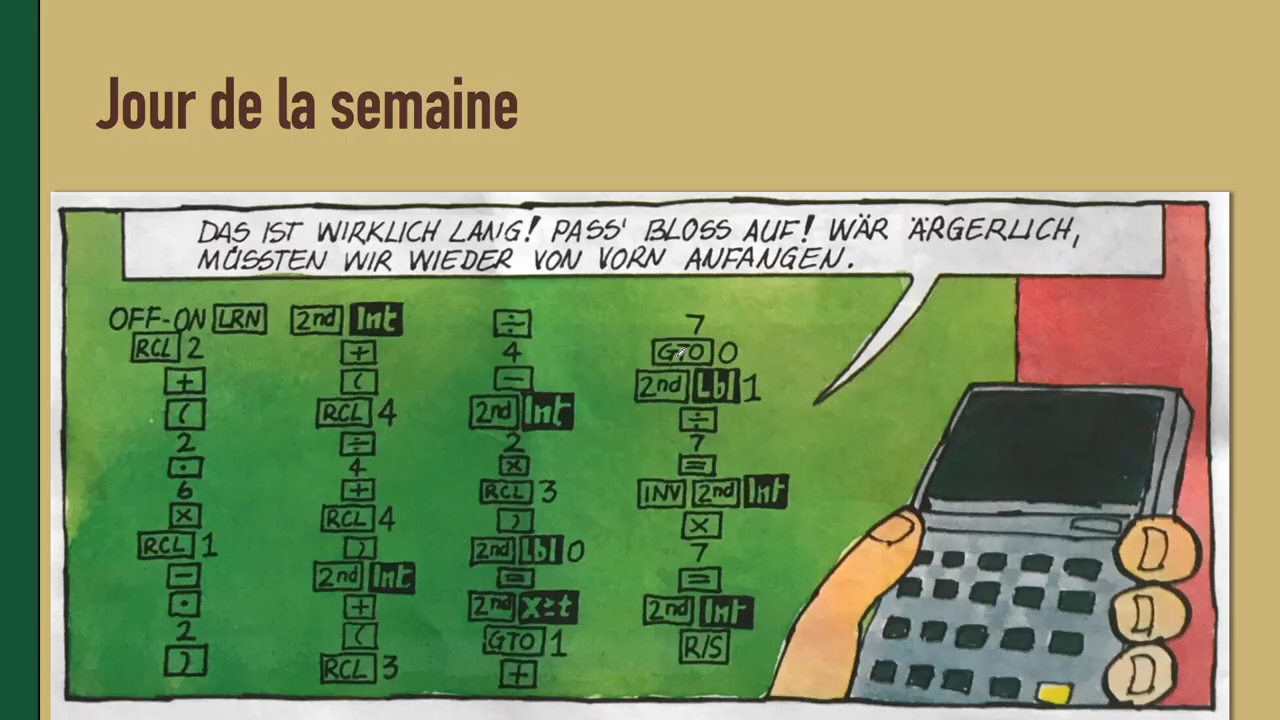 Jour de la semaine
DAS IST WIRKLICH LANG! PASS' BLOSS AUF! WÄR ÄRGERLICH,
MÜSSTEN WIR WIEDER VON VORN ANFANGEN.
OFF-ON LRN
RCL 2
+
(
2
.
6
×
RCL 1
-
.
2
)
2nd Int
+
(
RCL 4
÷
4
+
RCL 4
)
2nd Int
+
(
RCL 3
÷
4
-
2nd Int
2
×
RCL 3
)
2nd Lbl 0
=
2nd x≥t
GTO 1
+
7
GTO 0
2nd Lbl 1
÷
7
=
INV 2nd Int
×
7
=
2nd Int
R/S